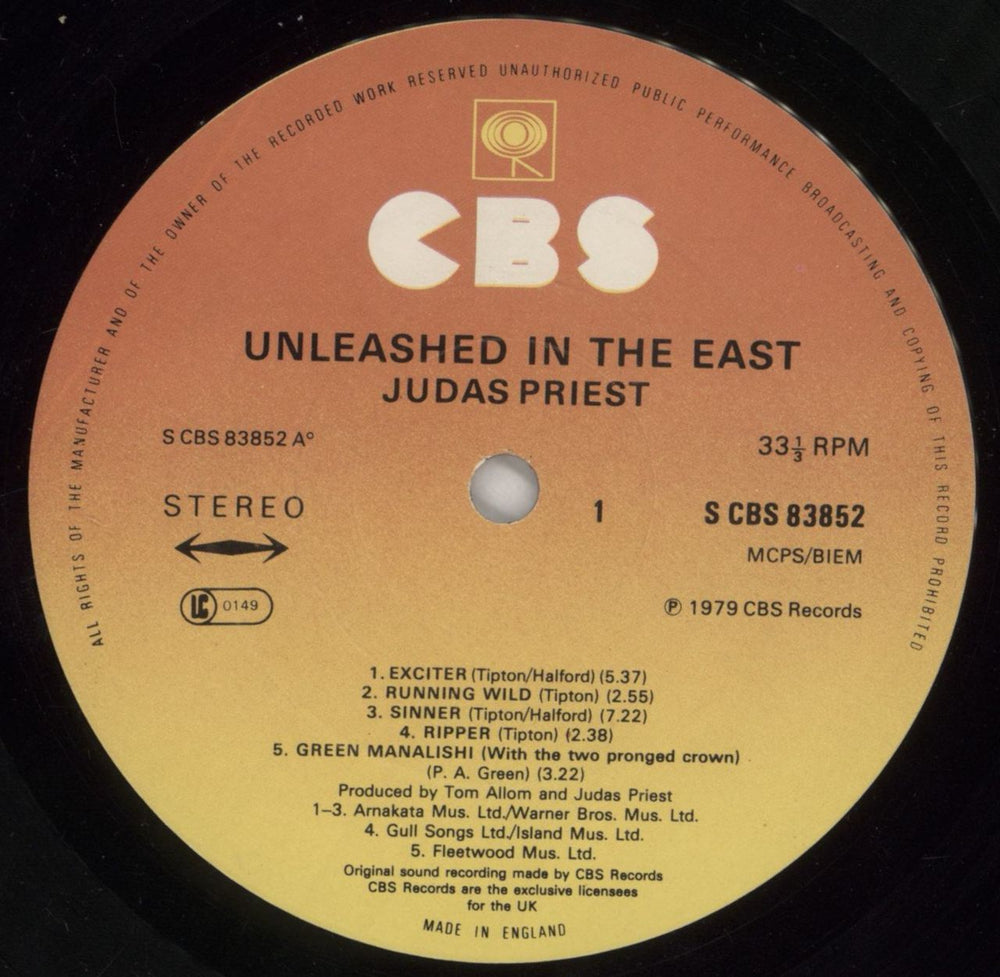 ALL RIGHTS OF THE MANUFACTURER AND OF THE OWNER OF THE RECORDED WORK RESERVED UNAUTHORIZED PUBLIC PERFORMANCE BROADCASTING AND COPYING OF THIS RECORD PROHIBITED
CBS
UNLEASHED IN THE EAST
JUDAS PRIEST
S CBS 83852 A°
33⅓ RPM
STEREO
1
S CBS 83852
MCPS/BIEM
LC 0149
℗ 1979 CBS Records
1. EXCITER (Tipton/Halford) (5.37)
2. RUNNING WILD (Tipton) (2.55)
3. SINNER (Tipton/Halford) (7.22)
4. RIPPER (Tipton) (2.38)
5. GREEN MANALISHI (With the two pronged crown)
(P. A. Green) (3.22)
Produced by Tom Allom and Judas Priest
1–3. Arnakata Mus. Ltd./Warner Bros. Mus. Ltd.
4. Gull Songs Ltd./Island Mus. Ltd.
5. Fleetwood Mus. Ltd.
Original sound recording made by CBS Records
CBS Records are the exclusive licensees
for the UK
MADE IN ENGLAND